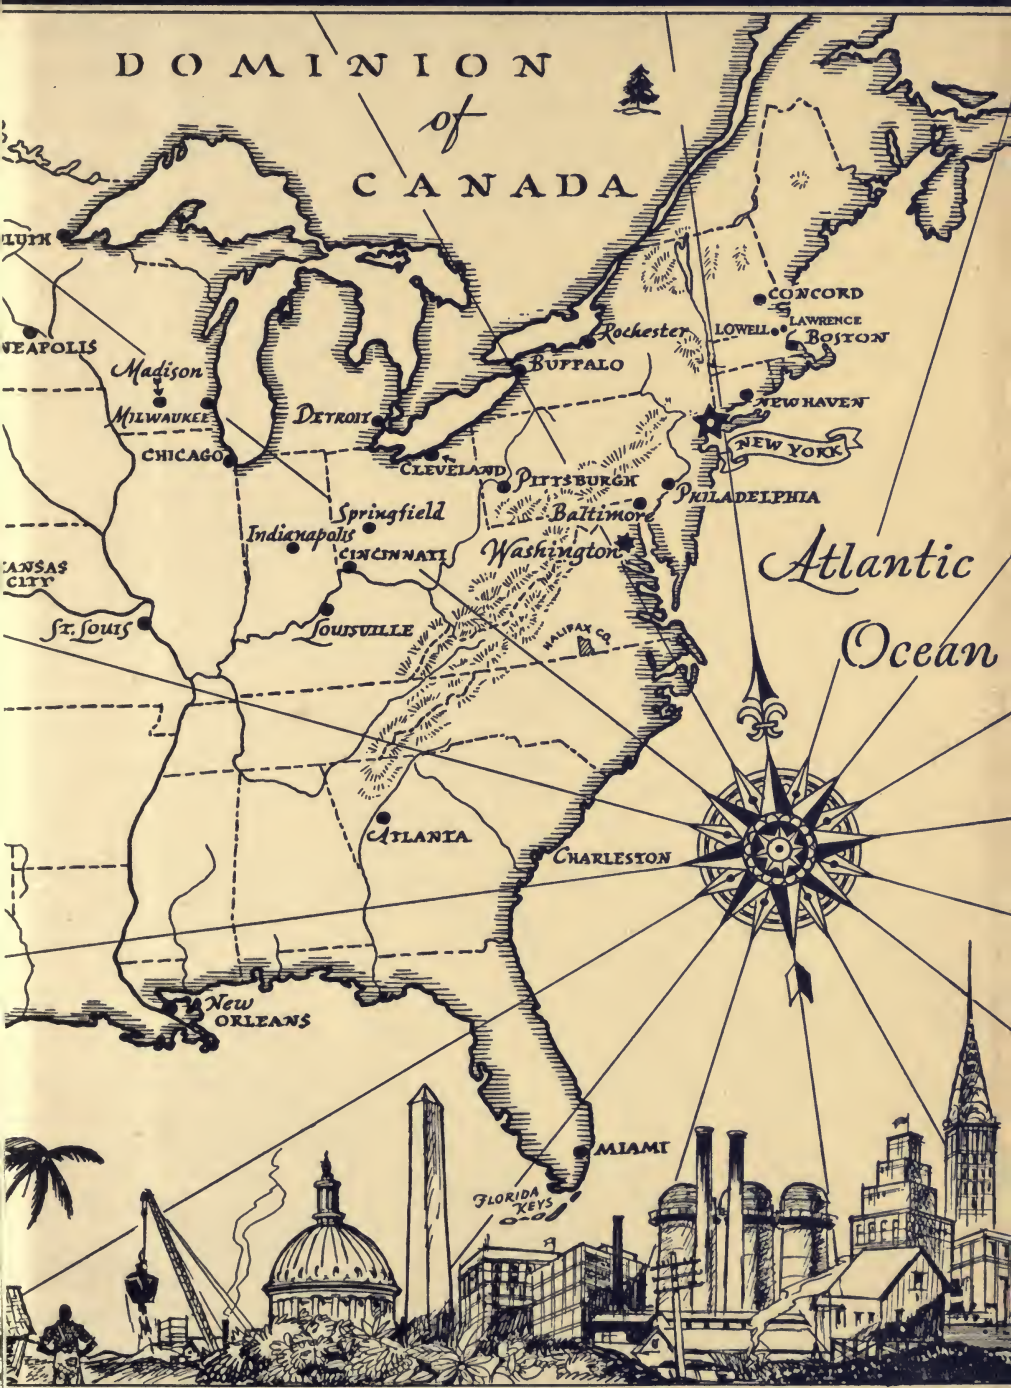 DOMINION
of
CANADA
LUTH
CONCORD
LAWRENCE
LOWELL
BOSTON
Rochester
NEAPOLIS
BUFFALO
Madison
MILWAUKEE
DETROIT
NEW HAVEN
NEW YORK
CHICAGO
CLEVELAND
PITTSBURGH
PHILADELPHIA
Springfield
Baltimore
Indianapolis
Washington
CINCINNATI
Atlantic
ANSAS
CITY
ST. LOUIS
LOUISVILLE
HALIFAX CO.
Ocean
ATLANTA
CHARLESTON
New
ORLEANS
MIAMI
FLORIDA
KEYS